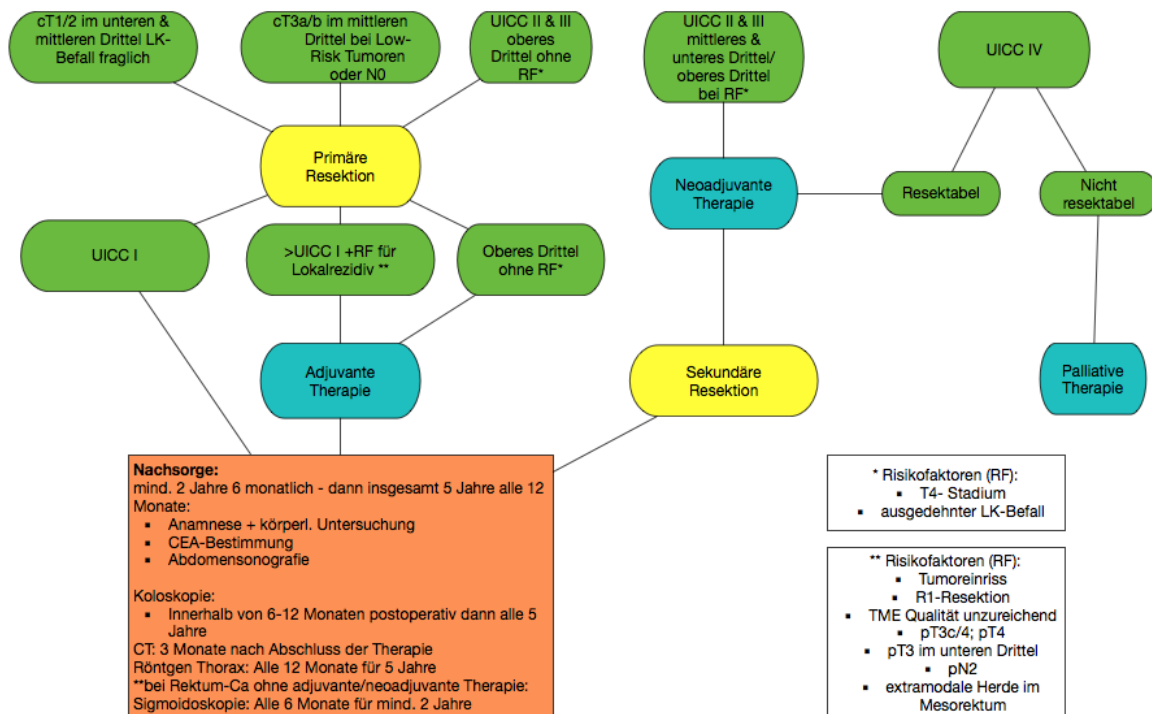 cT1/2 im unteren &
mittleren Drittel LK-
Befall fraglich
cT3a/b im mittleren
Drittel bei Low-
Risk Tumoren
oder N0
UICC II & III
oberes
Drittel ohne
RF*
UICC II & III
mittleres &
unteres Drittel/
oberes Drittel
bei RF*
UICC IV
Primäre
Resektion
Neoadjuvante
Therapie
Resektabel
Nicht
resektabel
UICC I
>UICC I +RF für
Lokalrezidiv **
Oberes Drittel
ohne RF*
Adjuvante
Therapie
Sekundäre
Resektion
Palliative
Therapie
Nachsorge:
mind. 2 Jahre 6 monatlich - dann insgesamt 5 Jahre alle 12
Monate:
▪ Anamnese + körperl. Untersuchung
▪ CEA-Bestimmung
▪ Abdomensonografie
Koloskopie:
▪ Innerhalb von 6-12 Monaten postoperativ dann alle 5
Jahre
CT: 3 Monate nach Abschluss der Therapie
Röntgen Thorax: Alle 12 Monate für 5 Jahre
**bei Rektum-Ca ohne adjuvante/neoadjuvante Therapie:
Sigmoidoskopie: Alle 6 Monate für mind. 2 Jahre
* Risikofaktoren (RF):
▪ T4- Stadium
▪ ausgedehnter LK-Befall
** Risikofaktoren (RF):
▪ Tumoreinriss
▪ R1-Resektion
▪ TME Qualität unzureichend
▪ pT3c/4; pT4
▪ pT3 im unteren Drittel
▪ pN2
▪ extramodale Herde im
Mesorektum